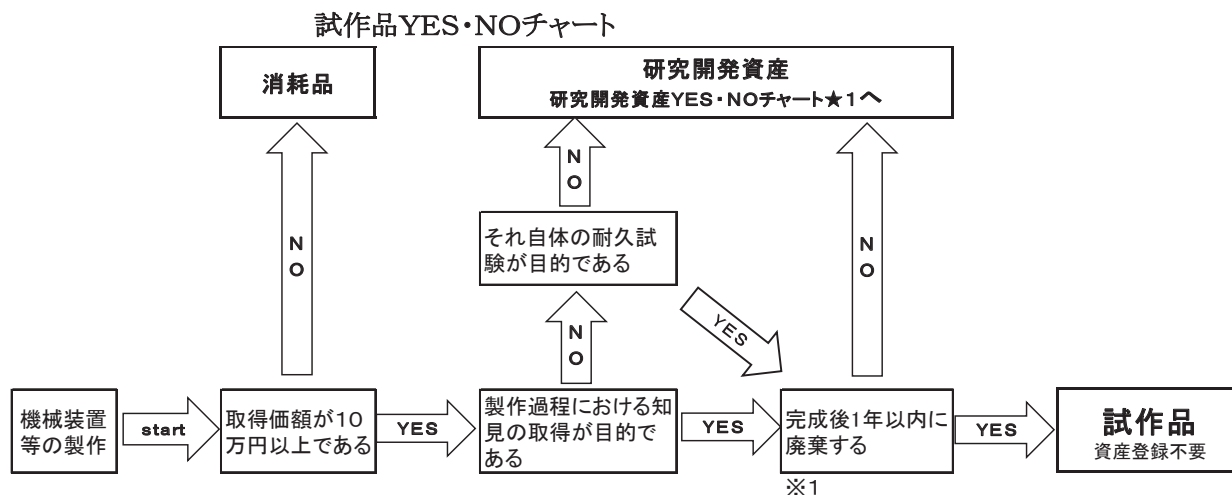 試作品YES・NOチャート
消耗品
研究開発資産
研究開発資産YES・NOチャート★1へ
NO
NO
NO
それ自体の耐久試
験が目的である
NO
YES
機械装置
等の製作
start
取得価額が10
万円以上である
YES
製作過程における知
見の取得が目的で
ある
YES
完成後1年以内に
廃棄する
※1
YES
試作品
資産登録不要